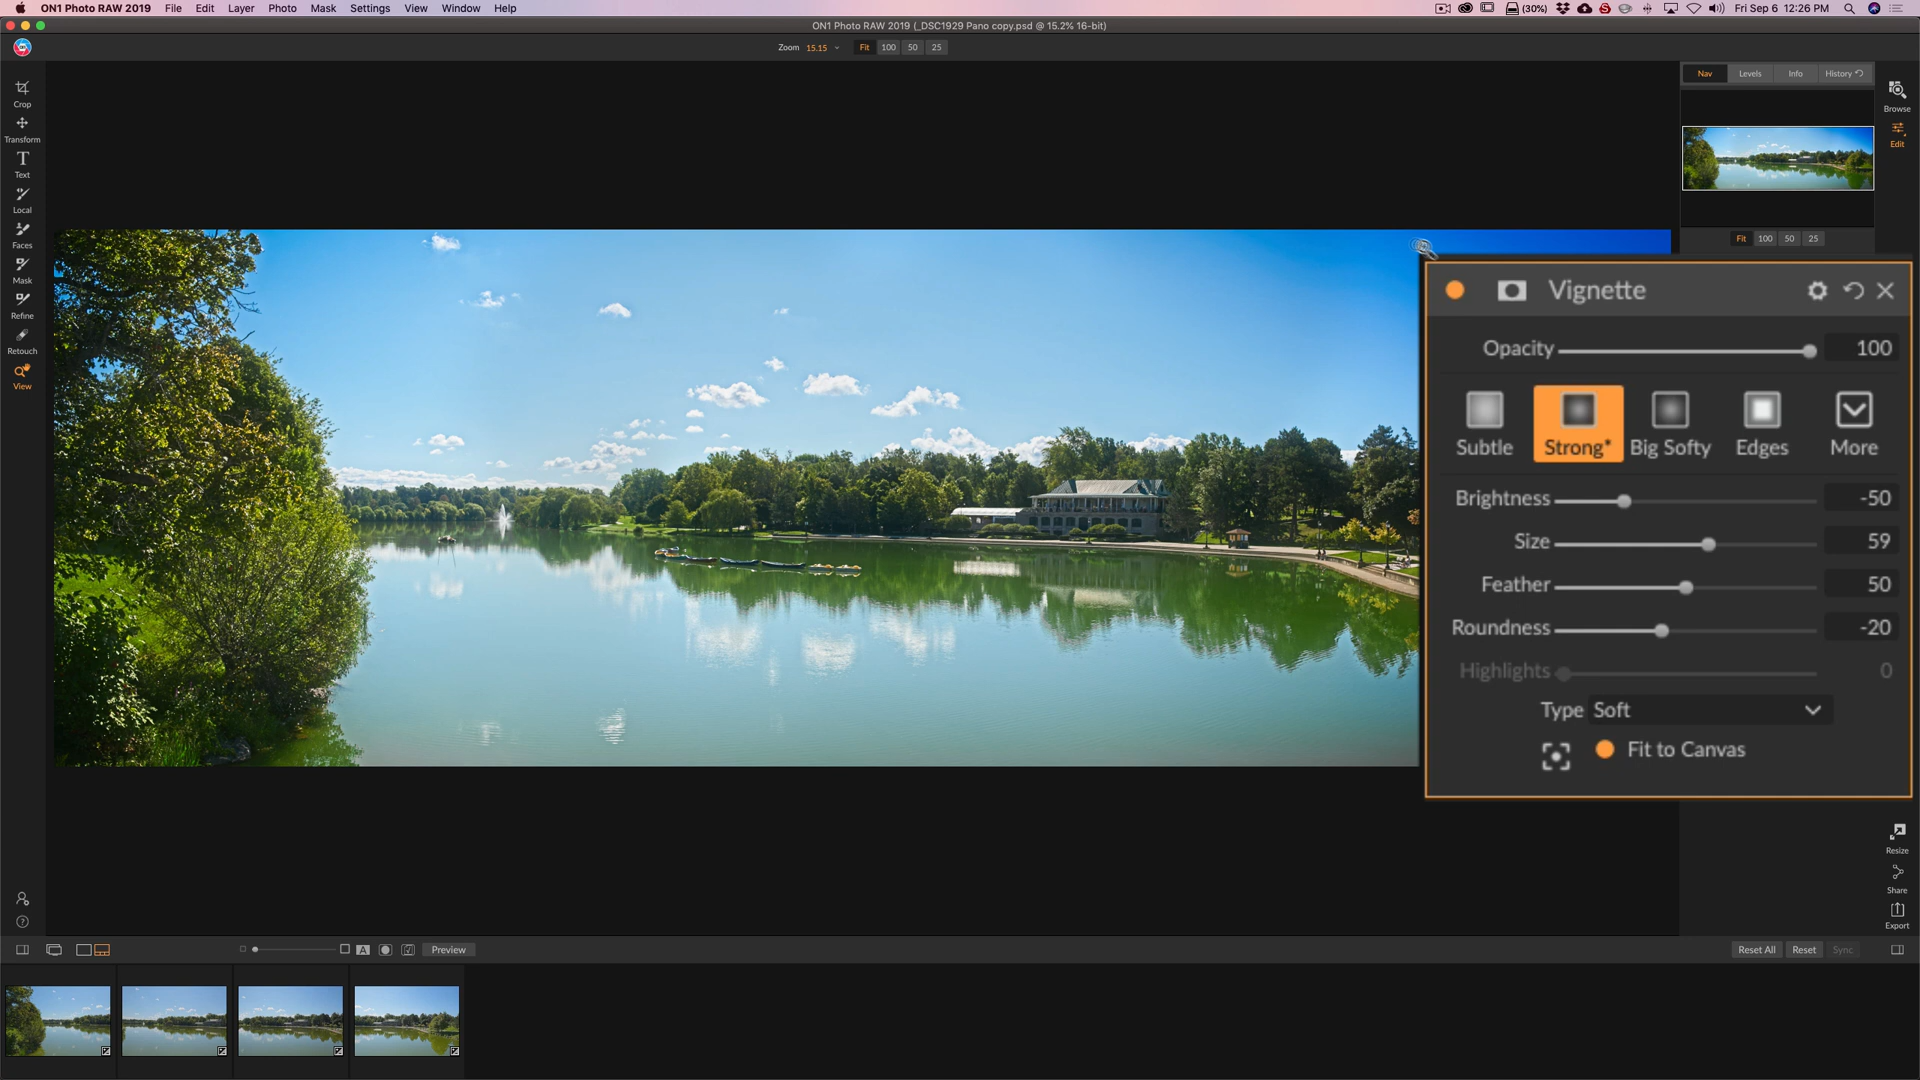 ON1 Photo RAW 2019 File Edit Layer Photo Mask Settings View Window Help (30%) Fri Sep 6 12:26 PM
ON1 Photo RAW 2019 (_DSC1929 Pano copy.psd @ 15.2% 16-bit)
Zoom 15.15 Fit 100 50 25
Nav Levels Info History
Crop
Transform
Text
Local
Faces
Mask
Refine
Retouch
View
Browse
Edit
Fit 100 50 25
Vignette
Opacity 100
Subtle Strong* Big Softy Edges More
Brightness -50
Size 59
Feather 50
Roundness -20
Highlights 0
Type Soft
Fit to Canvas
Resize
Share
Export
A Preview Reset All Reset Sync